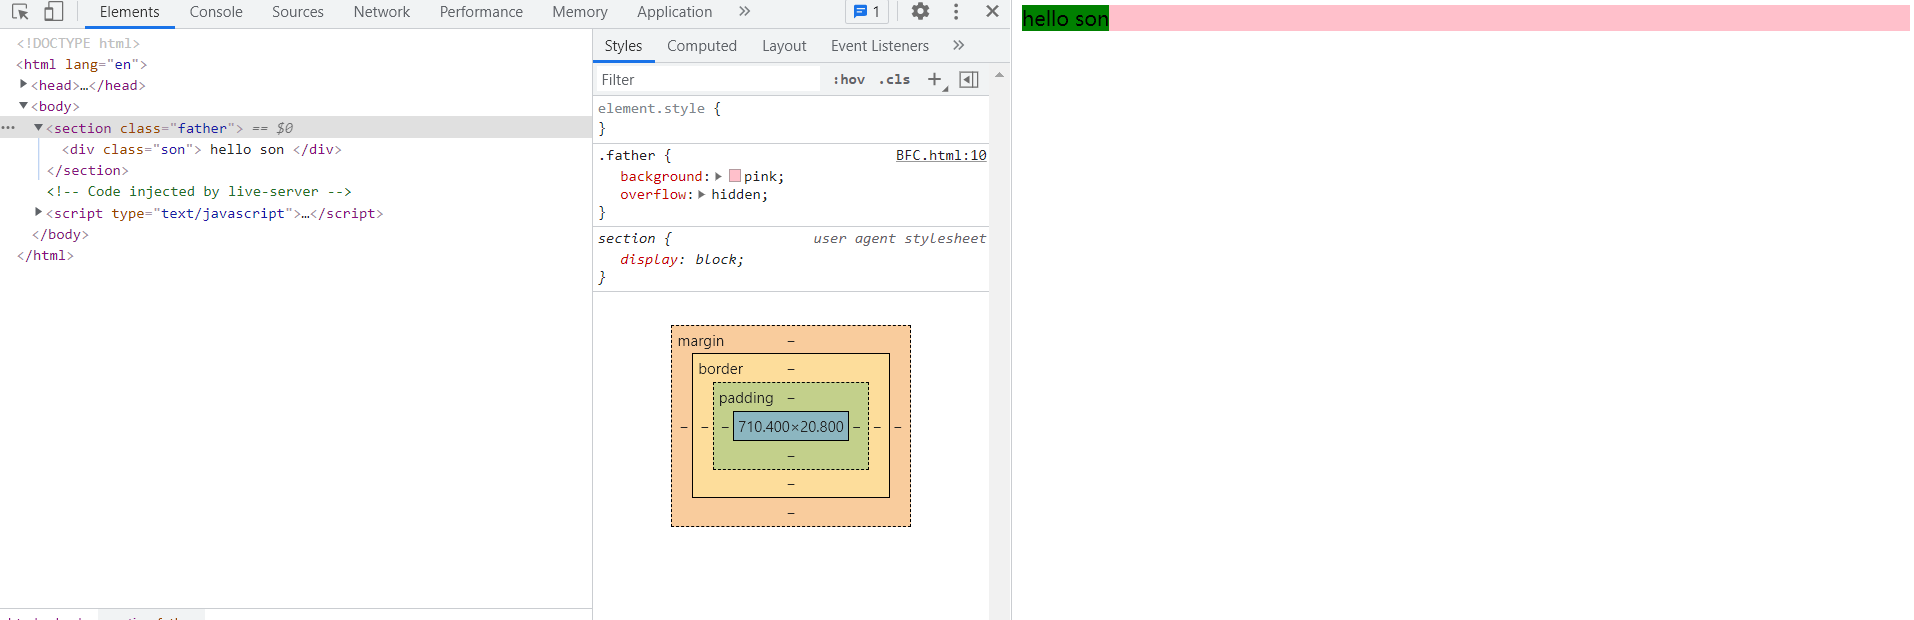 Elements Console Sources Network Performance Memory Application » 1
<!DOCTYPE html>
<html lang="en">
<head>…</head>
<body>
<section class="father"> == $0
<div class="son"> hello son </div>
</section>
<!-- Code injected by live-server -->
<script type="text/javascript">…</script>
</body>
</html>
Styles Computed Layout Event Listeners »
Filter :hov .cls +
element.style {
}
.father { BFC.html:10
background: pink;
overflow: hidden;
}
section { user agent stylesheet
display: block;
}
margin –
border –
padding –
– – – 710.400×20.800 – – –
–
–
–
hello son